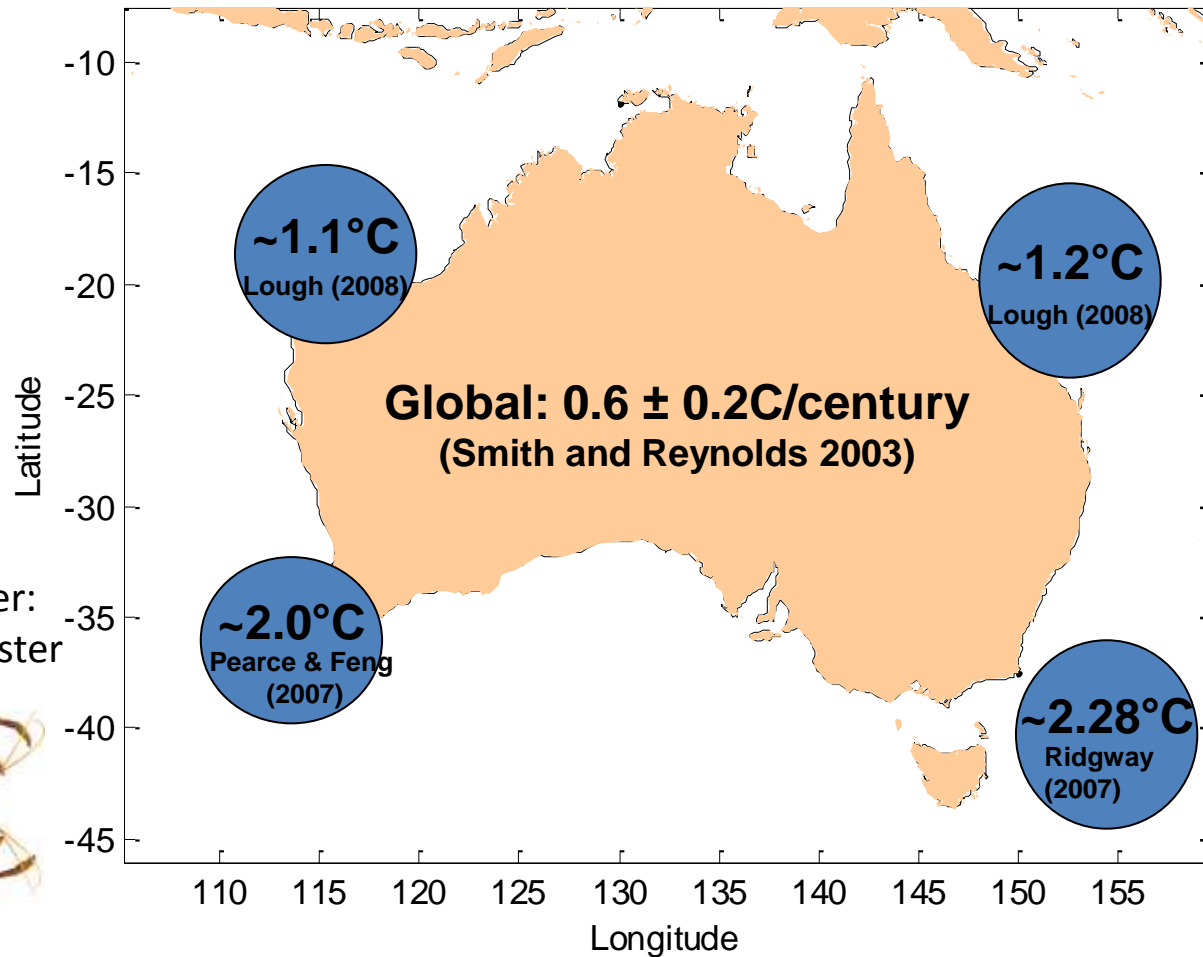 -10
-15
-20
-25
-30
-35
-40
-45
Latitude
~1.1°C
Lough (2008)
~1.2°C
Lough (2008)
Global: 0.6 ± 0.2C/century
(Smith and Reynolds 2003)
~2.0°C
Pearce & Feng
(2007)
~2.28°C
Ridgway
(2007)
er:
ster
110 115 120 125 130 135 140 145 150 155
Longitude